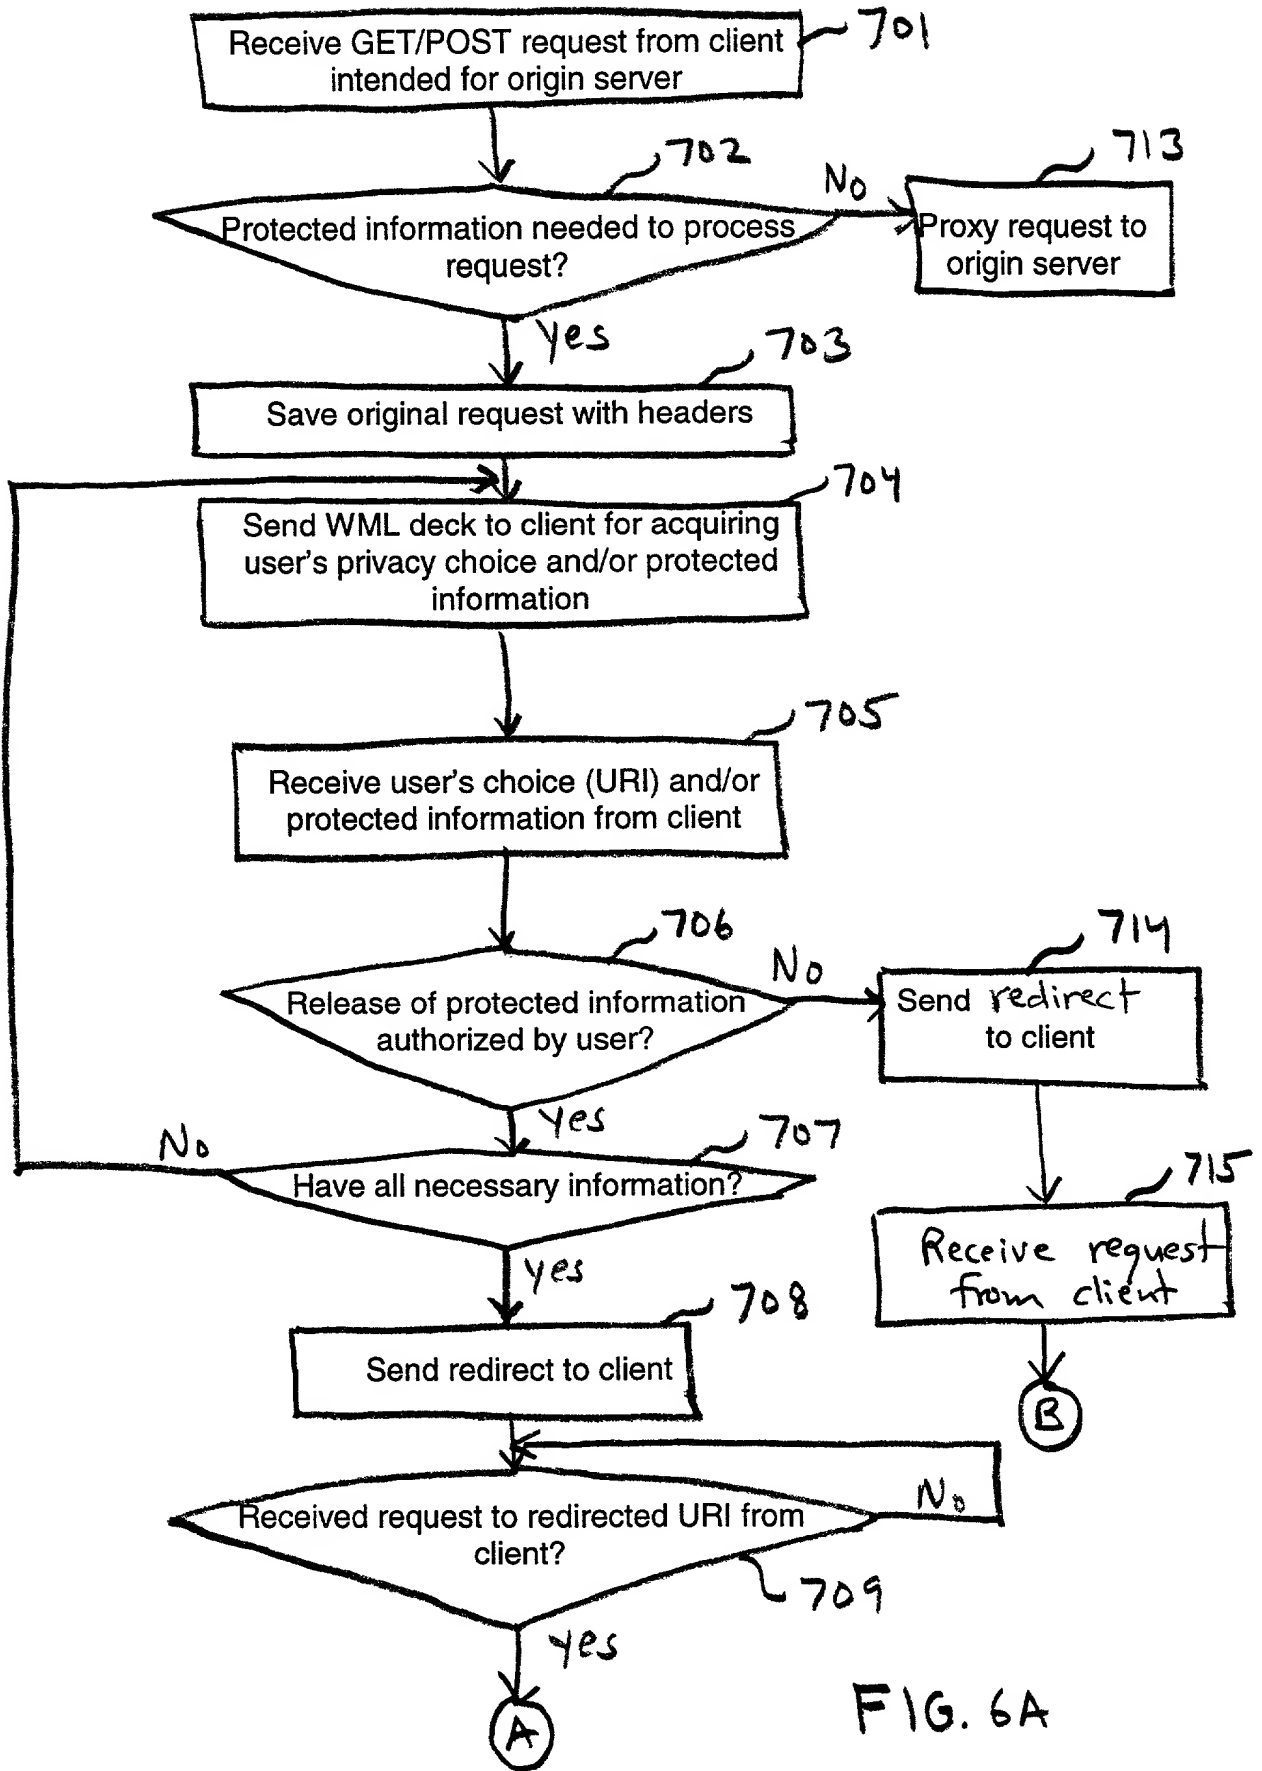 701
Receive GET/POST request from client
intended for origin server
702
No
713
Protected information needed to process
request?
Proxy request to
origin server
yes
703
Save original request with headers
704
Send WML deck to client for acquiring
user's privacy choice and/or protected
information
705
Receive user's choice (URI) and/or
protected information from client
706
No
714
Release of protected information
authorized by user?
Send redirect
to client
yes
707
No
Have all necessary information?
715
Receive request
from client
yes
708
Send redirect to client
B
No
Received request to redirected URI from
client?
709
yes
A
FIG. 6A